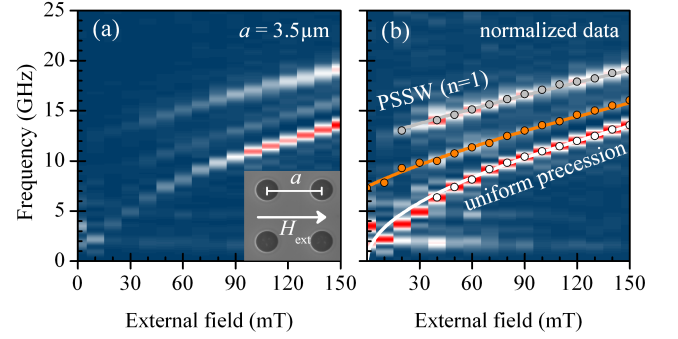 (a)
a = 3.5µm
(b)
normalized data
25
20
15
10
5
0
Frequency (GHz)
PSSW (n=1)
uniform precession
a
H ext
0 30 60 90 120 150
30 60 90 120 150
External field (mT)
External field (mT)